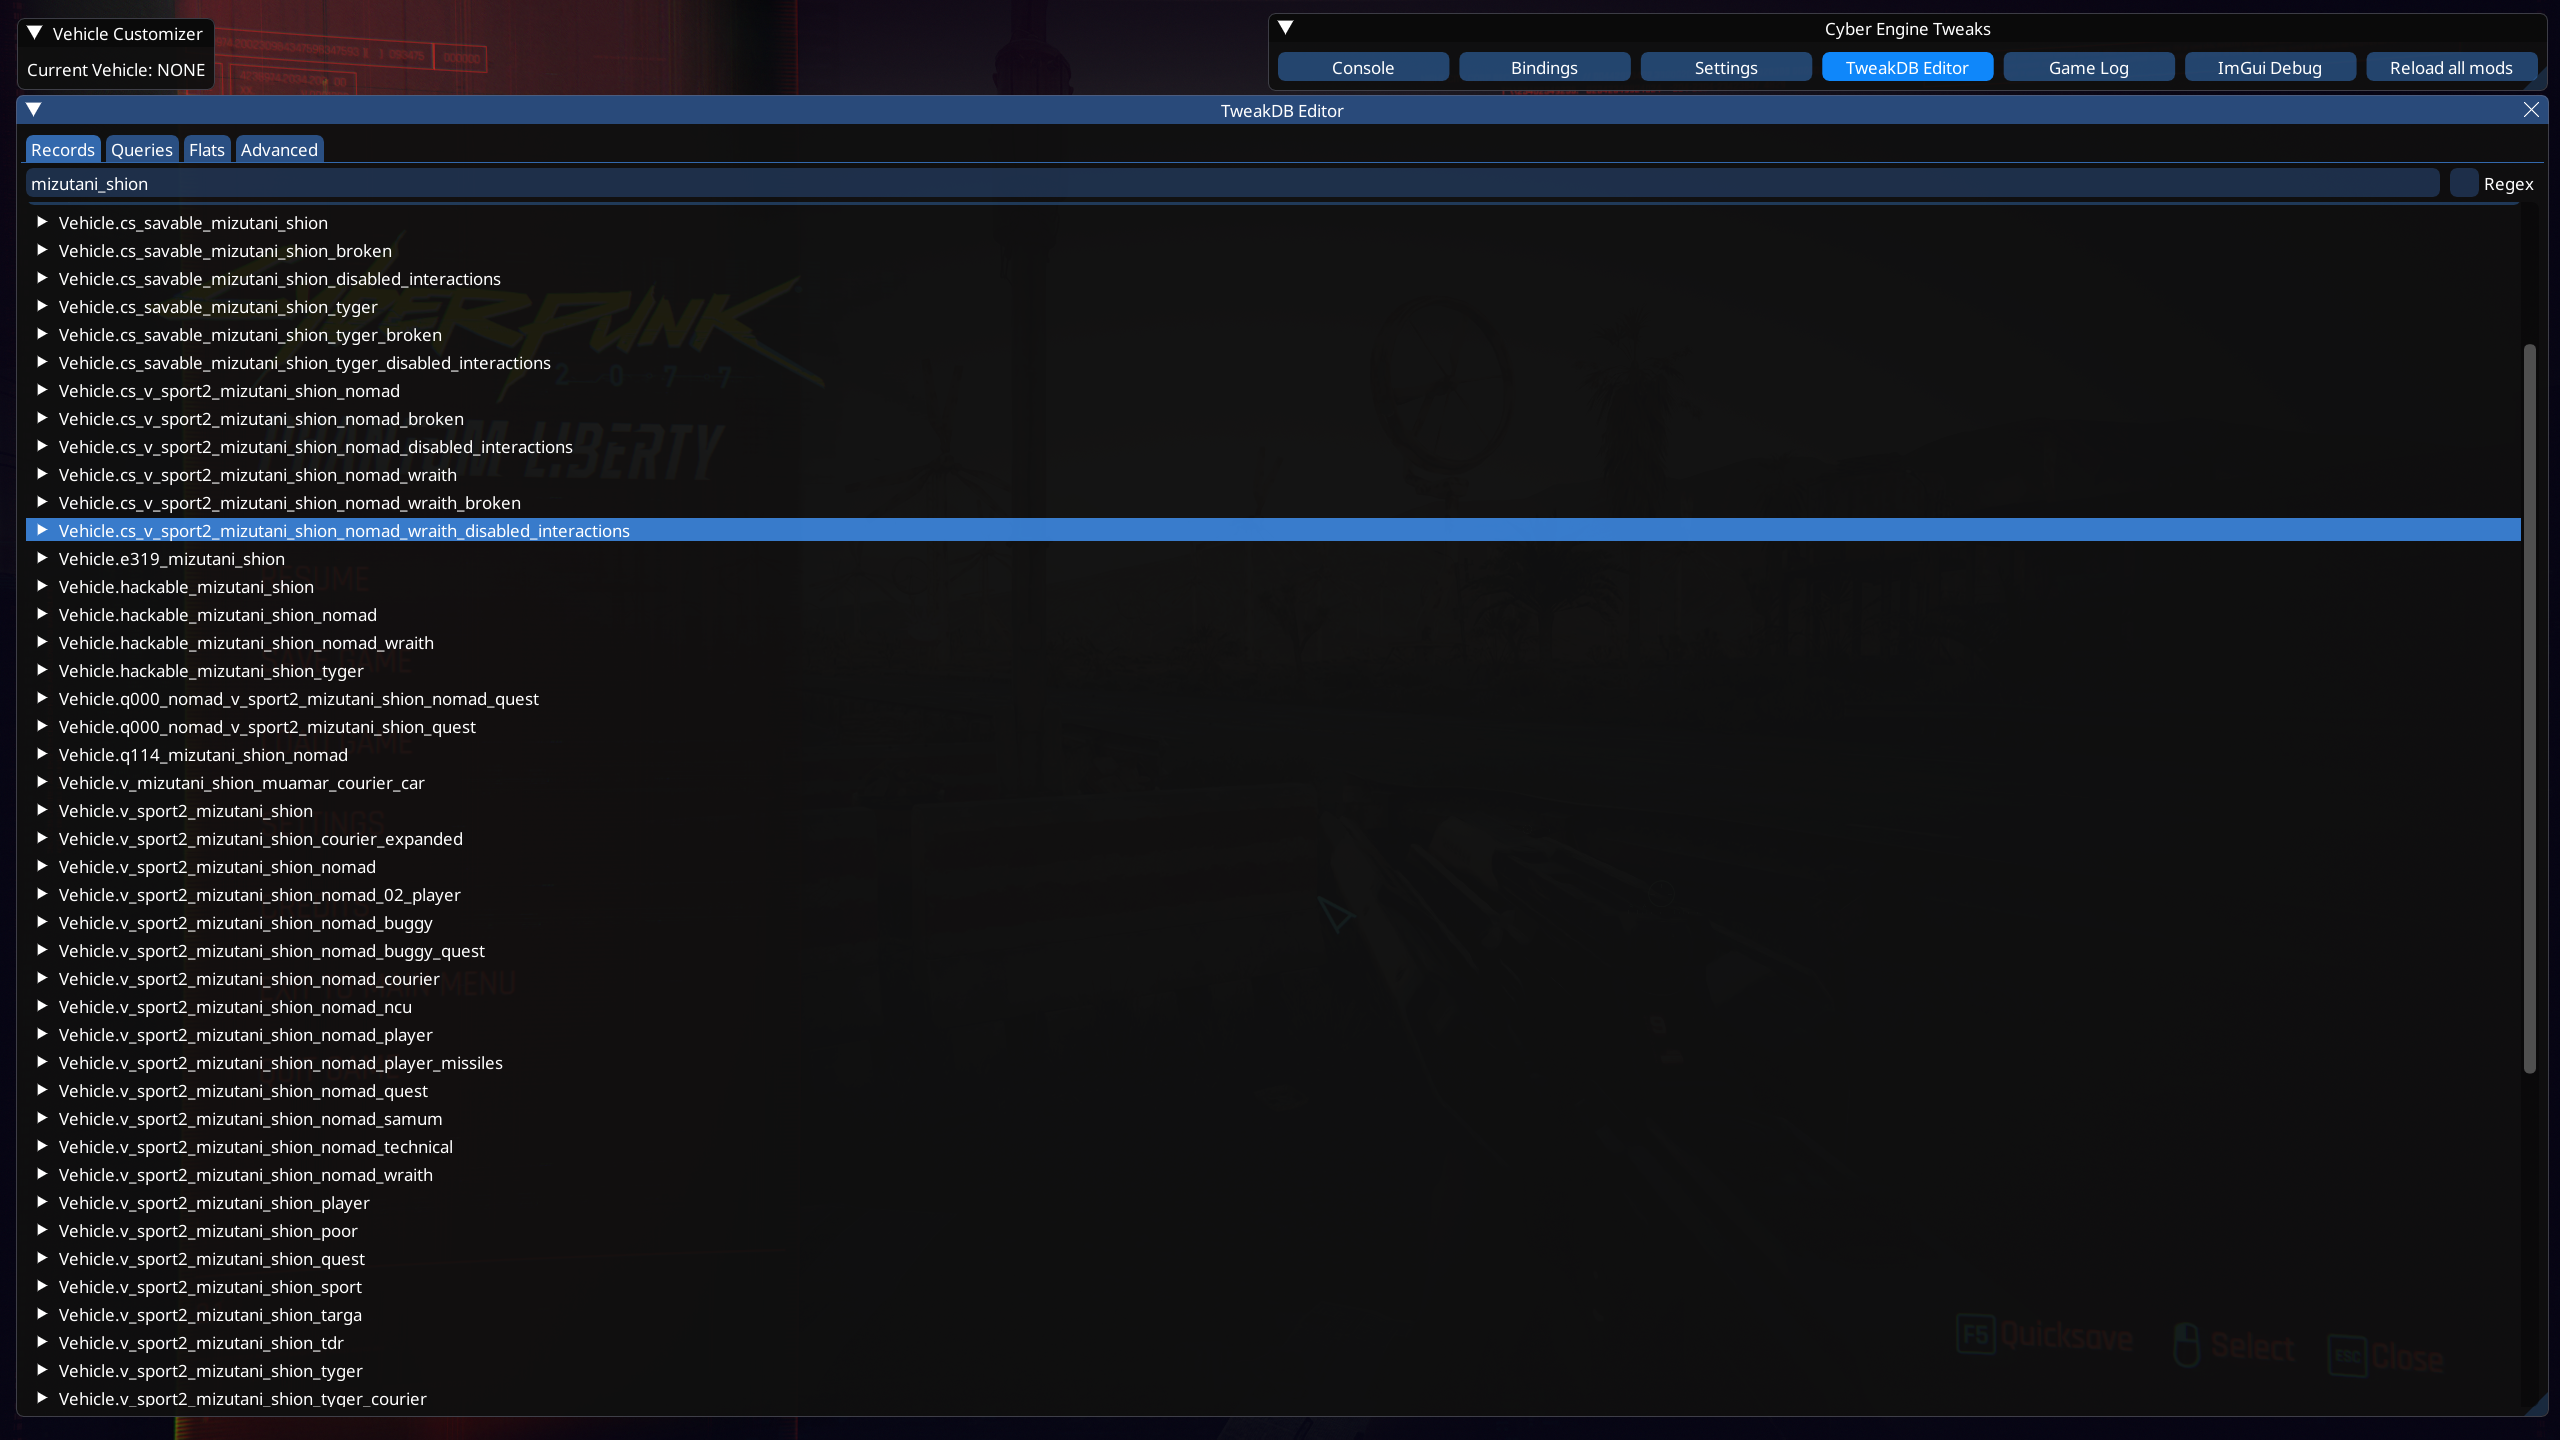 Vehicle Customizer
Current Vehicle: NONE
Cyber Engine Tweaks
Console Bindings Settings TweakDB Editor Game Log ImGui Debug Reload all mods
TweakDB Editor
Records Queries Flats Advanced
mizutani_shion Regex
Vehicle.cs_savable_mizutani_shion
Vehicle.cs_savable_mizutani_shion_broken
Vehicle.cs_savable_mizutani_shion_disabled_interactions
Vehicle.cs_savable_mizutani_shion_tyger
Vehicle.cs_savable_mizutani_shion_tyger_broken
Vehicle.cs_savable_mizutani_shion_tyger_disabled_interactions
Vehicle.cs_v_sport2_mizutani_shion_nomad
Vehicle.cs_v_sport2_mizutani_shion_nomad_broken
Vehicle.cs_v_sport2_mizutani_shion_nomad_disabled_interactions
Vehicle.cs_v_sport2_mizutani_shion_nomad_wraith
Vehicle.cs_v_sport2_mizutani_shion_nomad_wraith_broken
Vehicle.cs_v_sport2_mizutani_shion_nomad_wraith_disabled_interactions
Vehicle.e319_mizutani_shion
Vehicle.hackable_mizutani_shion
Vehicle.hackable_mizutani_shion_nomad
Vehicle.hackable_mizutani_shion_nomad_wraith
Vehicle.hackable_mizutani_shion_tyger
Vehicle.q000_nomad_v_sport2_mizutani_shion_nomad_quest
Vehicle.q000_nomad_v_sport2_mizutani_shion_quest
Vehicle.q114_mizutani_shion_nomad
Vehicle.v_mizutani_shion_muamar_courier_car
Vehicle.v_sport2_mizutani_shion
Vehicle.v_sport2_mizutani_shion_courier_expanded
Vehicle.v_sport2_mizutani_shion_nomad
Vehicle.v_sport2_mizutani_shion_nomad_02_player
Vehicle.v_sport2_mizutani_shion_nomad_buggy
Vehicle.v_sport2_mizutani_shion_nomad_buggy_quest
Vehicle.v_sport2_mizutani_shion_nomad_courier
Vehicle.v_sport2_mizutani_shion_nomad_ncu
Vehicle.v_sport2_mizutani_shion_nomad_player
Vehicle.v_sport2_mizutani_shion_nomad_player_missiles
Vehicle.v_sport2_mizutani_shion_nomad_quest
Vehicle.v_sport2_mizutani_shion_nomad_samum
Vehicle.v_sport2_mizutani_shion_nomad_technical
Vehicle.v_sport2_mizutani_shion_nomad_wraith
Vehicle.v_sport2_mizutani_shion_player
Vehicle.v_sport2_mizutani_shion_poor
Vehicle.v_sport2_mizutani_shion_quest
Vehicle.v_sport2_mizutani_shion_sport
Vehicle.v_sport2_mizutani_shion_targa
Vehicle.v_sport2_mizutani_shion_tdr
Vehicle.v_sport2_mizutani_shion_tyger
Vehicle.v_sport2_mizutani_shion_tyger_courier
F5 Quicksave Select ESC Close